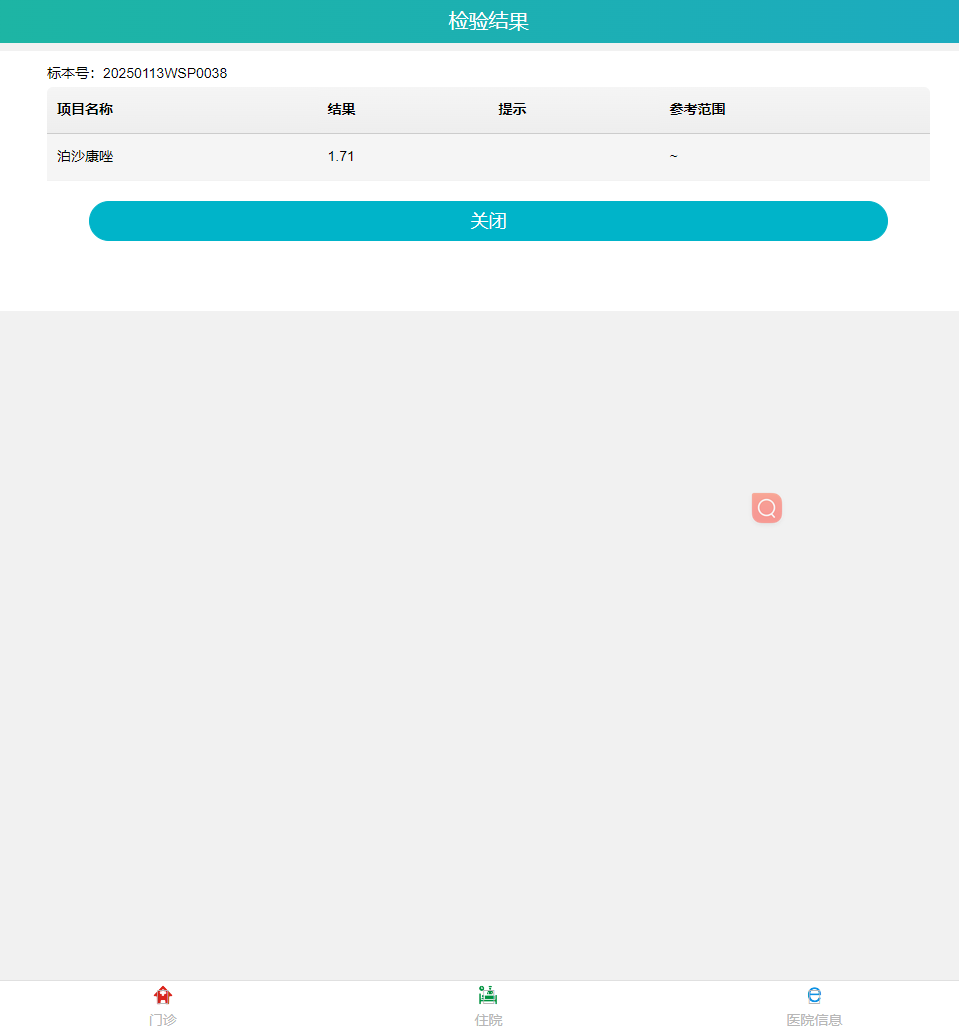 检验结果
标本号：20250113WSP0038
项目名称 结果 提示 参考范围
泊沙康唑 1.71 ~
关闭
门诊 住院 医院信息